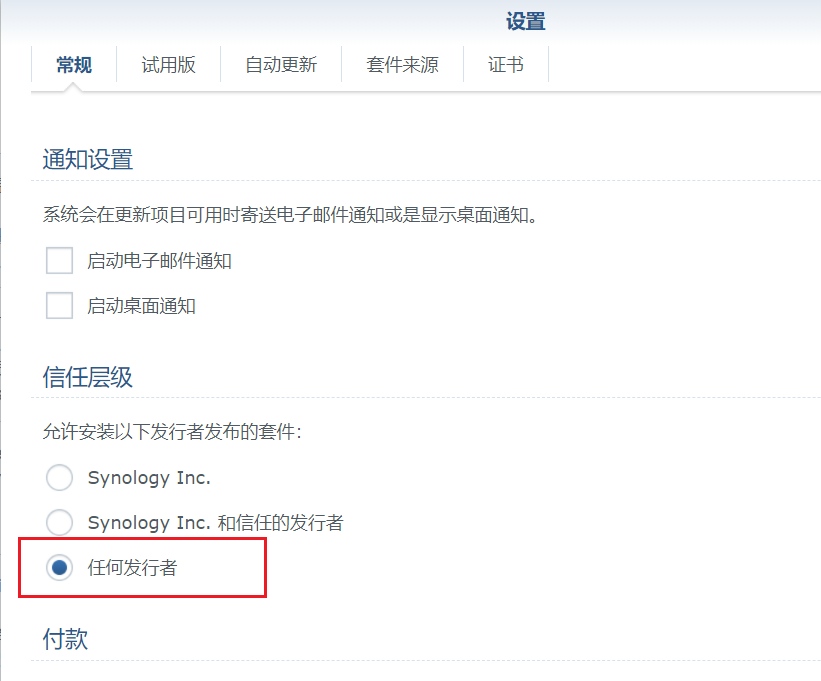 设置
常规 试用版 自动更新 套件来源 证书
通知设置
系统会在更新项目可用时寄送电子邮件通知或是显示桌面通知。
启动电子邮件通知
启动桌面通知
信任层级
允许安装以下发行者发布的套件:
Synology Inc.
Synology Inc. 和信任的发行者
任何发行者
付款